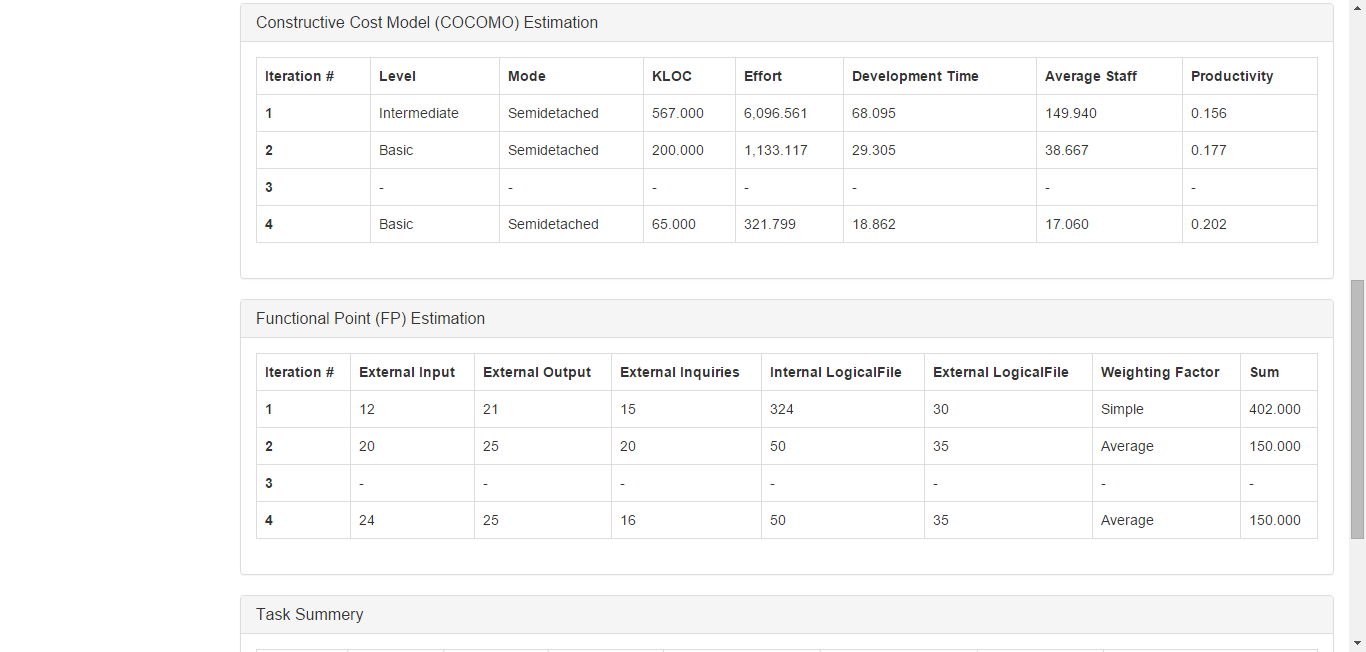 Constructive Cost Model (COCOMO) Estimation
Iteration # Level Mode KLOC Effort Development Time Average Staff Productivity
1 Intermediate Semidetached 567.000 6,096.561 68.095 149.940 0.156
2 Basic Semidetached 200.000 1,133.117 29.305 38.667 0.177
3 - - - - - - -
4 Basic Semidetached 65.000 321.799 18.862 17.060 0.202
Functional Point (FP) Estimation
Iteration # External Input External Output External Inquiries Internal LogicalFile External LogicalFile Weighting Factor Sum
1 12 21 15 324 30 Simple 402.000
2 20 25 20 50 35 Average 150.000
3 - - - - - - -
4 24 25 16 50 35 Average 150.000
Task Summery